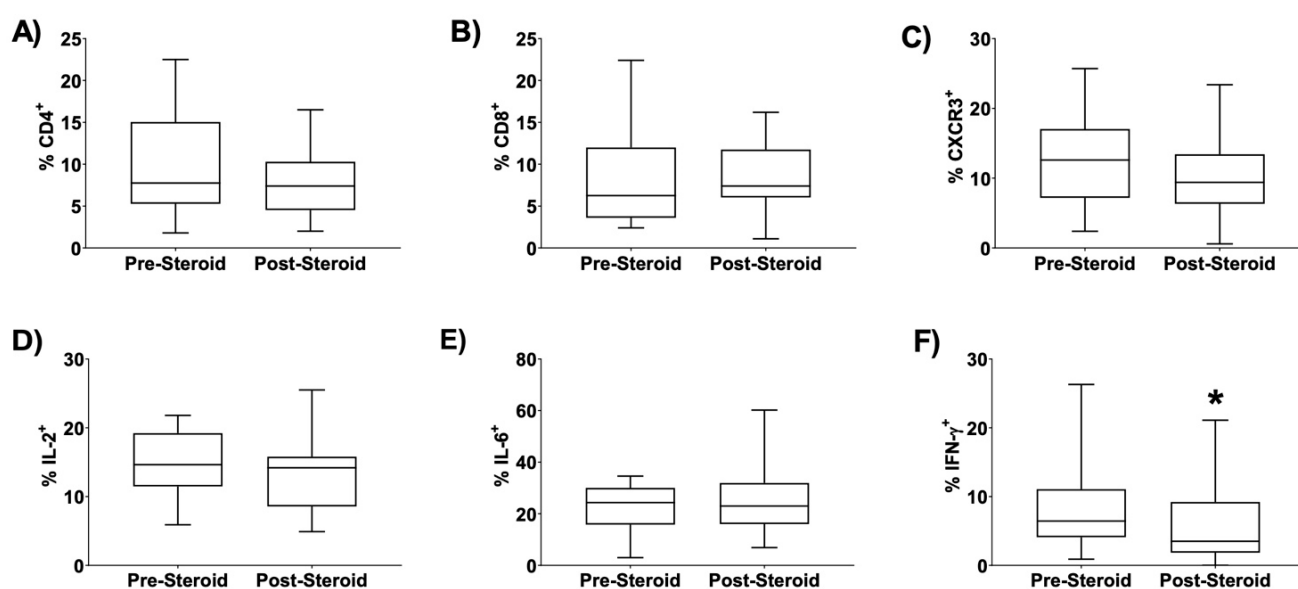 A)
% CD4+
25
20
15
10
5
0
Pre-Steroid Post-Steroid
B)
% CD8+
25
20
15
10
5
0
Pre-Steroid Post-Steroid
C)
% CXCR3+
30
20
10
0
Pre-Steroid Post-Steroid
D)
% IL-2+
30
20
10
0
Pre-Steroid Post-Steroid
E)
% IL-6+
80
60
40
20
0
Pre-Steroid Post-Steroid
F)
% IFN-γ+
30
20
10
0
*
Pre-Steroid Post-Steroid